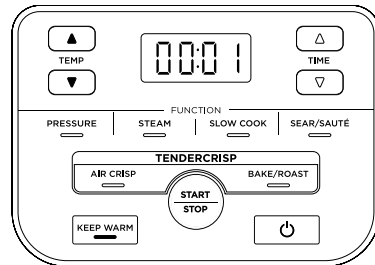 00:01
TEMP
TIME
FUNCTION
PRESSURE STEAM SLOW COOK SEAR/SAUTÉ
TENDERCRISP
AIR CRISP BAKE/ROAST
START
STOP
KEEP WARM